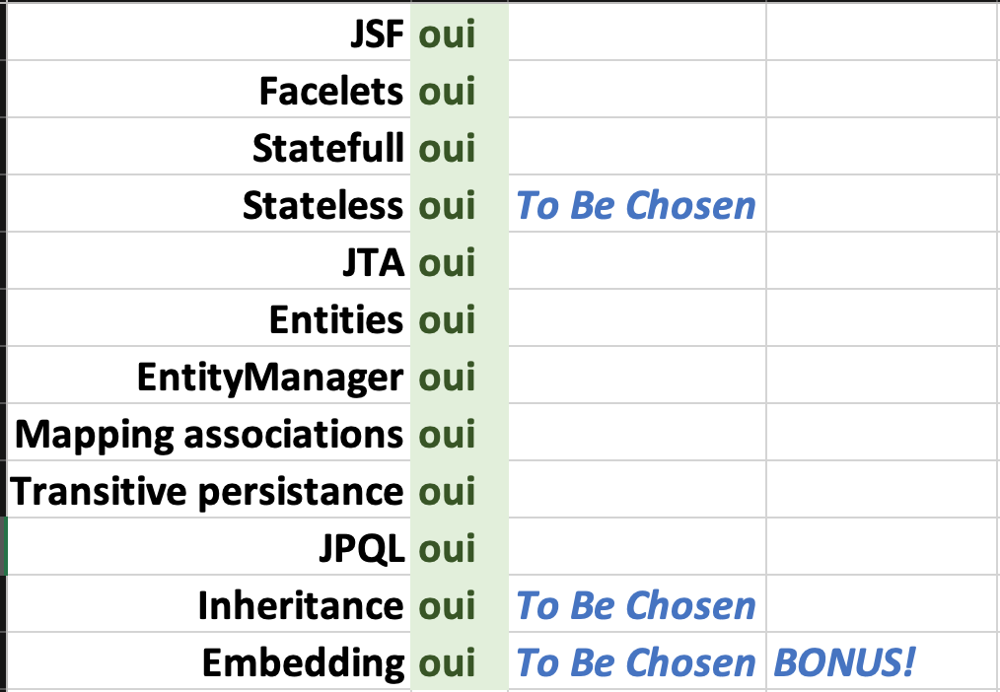 JSF oui
Facelets oui
Statefull oui
Stateless oui To Be Chosen
JTA oui
Entities oui
EntityManager oui
Mapping associations oui
Transitive persistance oui
JPQL oui
Inheritance oui To Be Chosen
Embedding oui To Be Chosen BONUS!